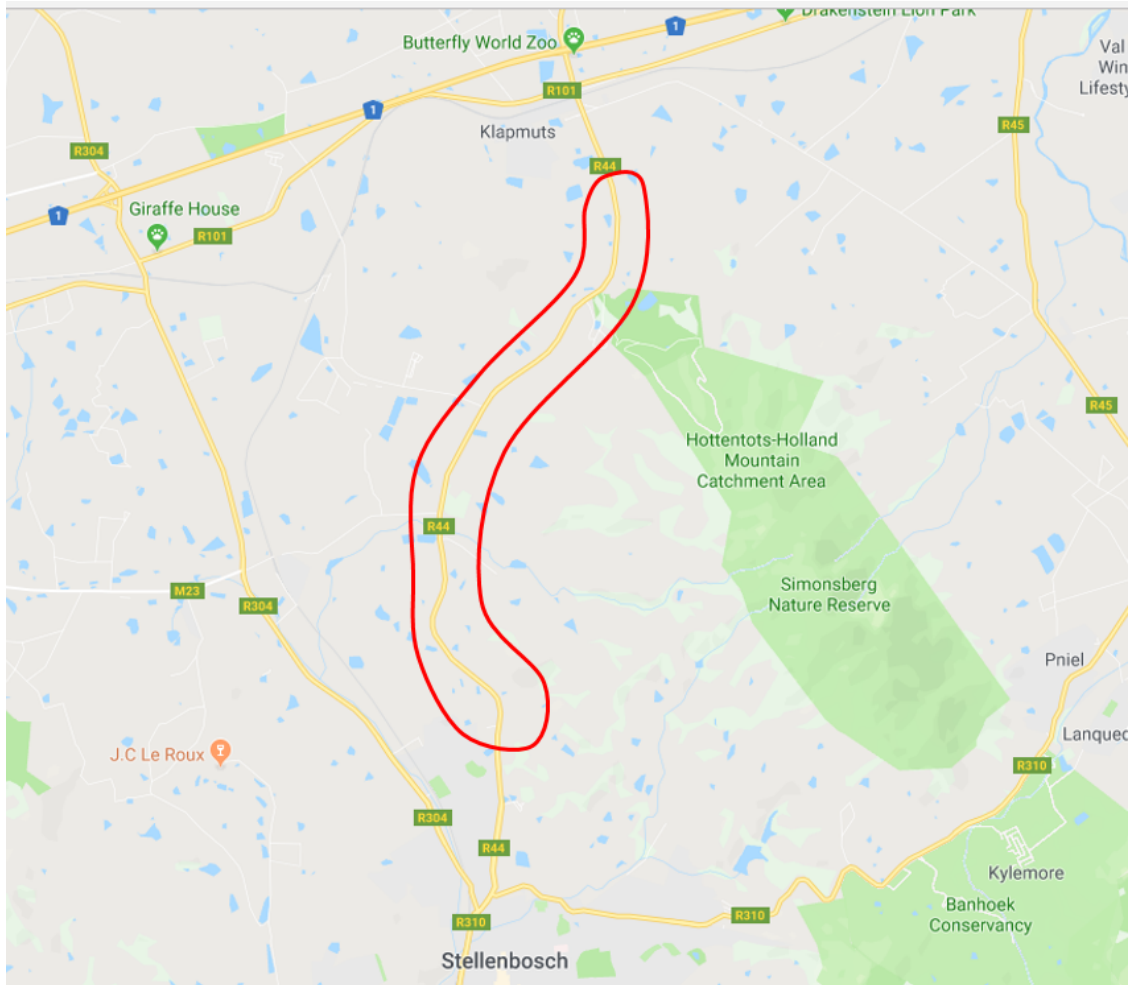 Drakenstein Lion Park
1
Butterfly World Zoo
Val
Win
Lifesty
R101
1
R45
Klapmuts
R304
R44
Giraffe House
1
R101
R45
Hottentots-Holland
Mountain
Catchment Area
R44
M23
R304
Simonsberg
Nature Reserve
Pniel
Lanqued
J.C Le Roux
R310
R304
R44
Kylemore
Banhoek
Conservancy
R310
R310
Stellenbosch